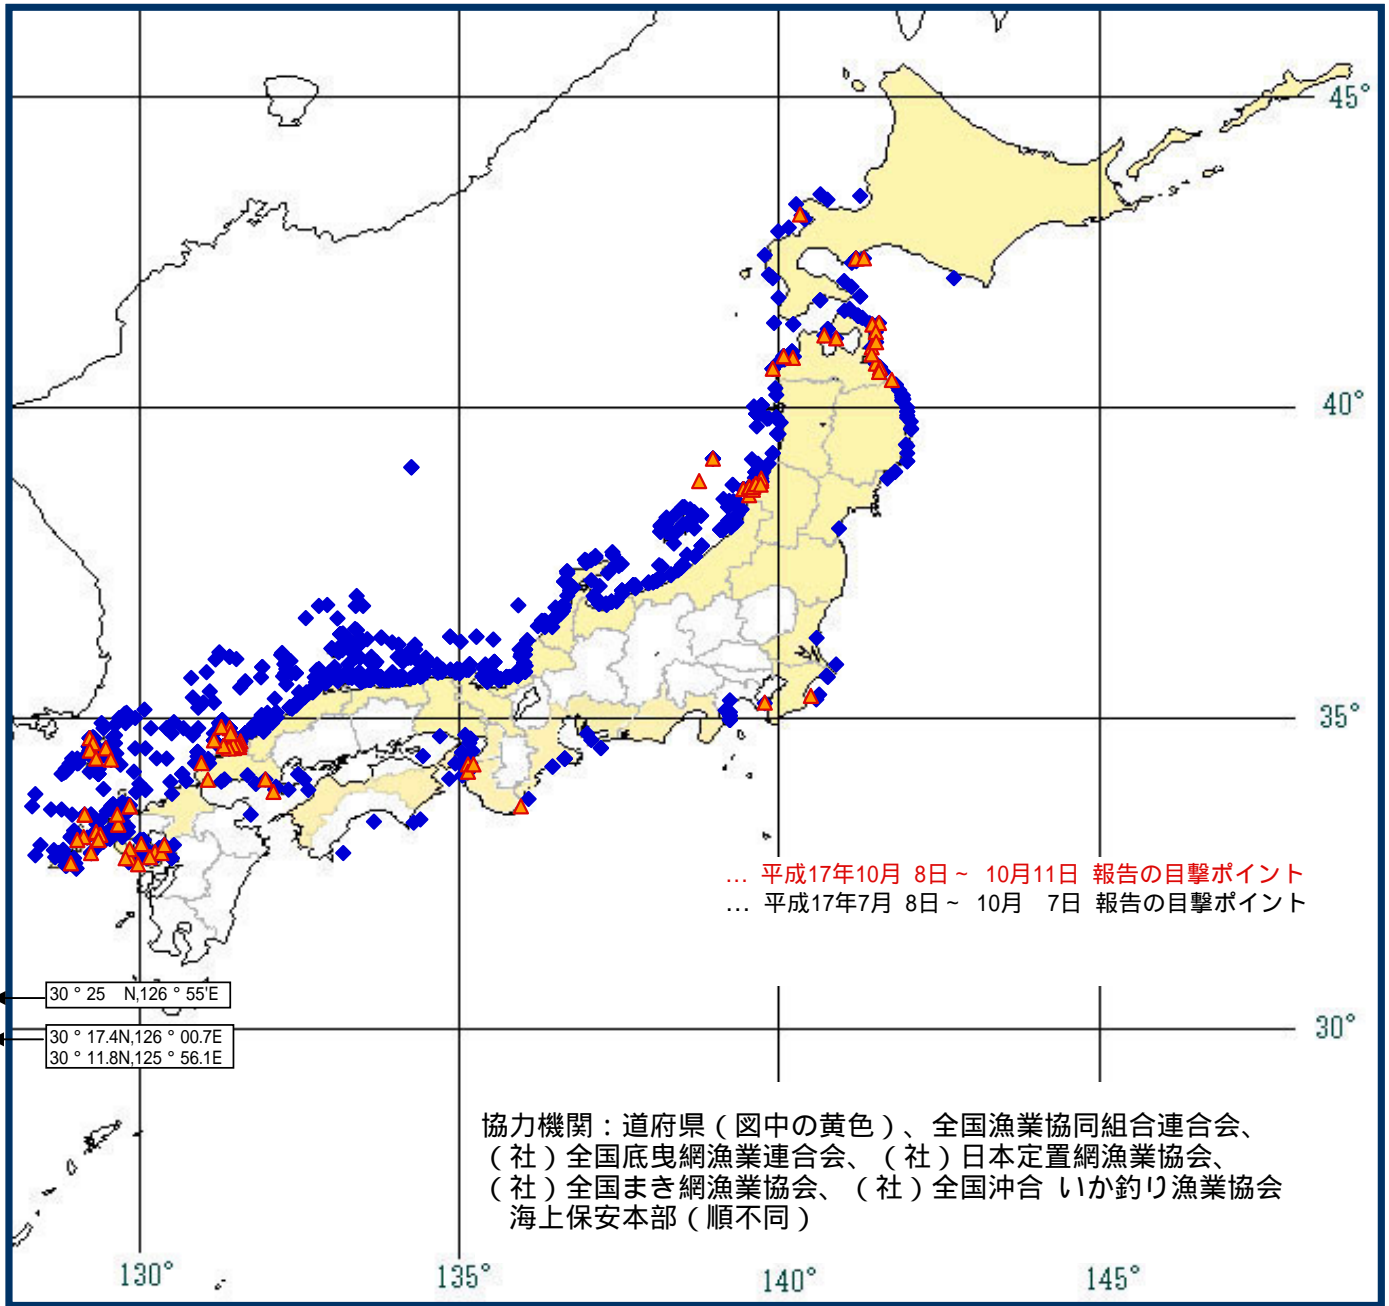 45°
40°
35°
… 平成17年10月 8日～ 10月11日 報告の目撃ポイント
… 平成17年7月 8日～ 10月　7日 報告の目撃ポイント
30 ° 25　N,126 ° 55'E
30 ° 17.4N,126 ° 00.7E
30 ° 11.8N,125 ° 56.1E
30°
協力機関：道府県（図中の黄色）、全国漁業協同組合連合会、
（社）全国底曳網漁業連合会、（社）日本定置網漁業協会、
（社）全国まき網漁業協会、（社）全国沖合 いか釣り漁業協会
海上保安本部（順不同）
130°
135°
140°
145°